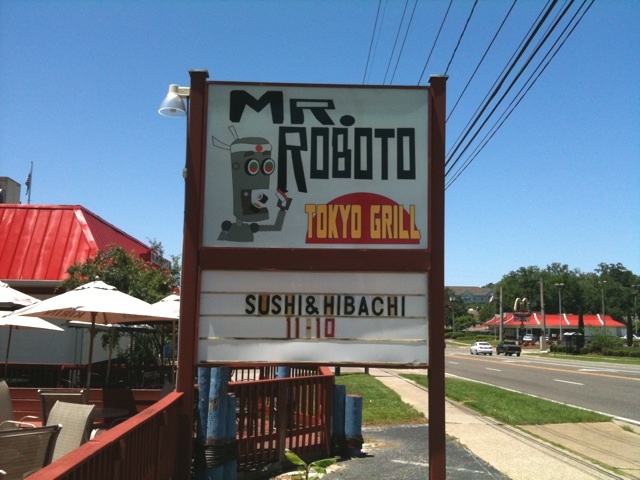 MR.
ROBOTO
TOKYO GRILL
SUSHI & HIBACHI
11-10